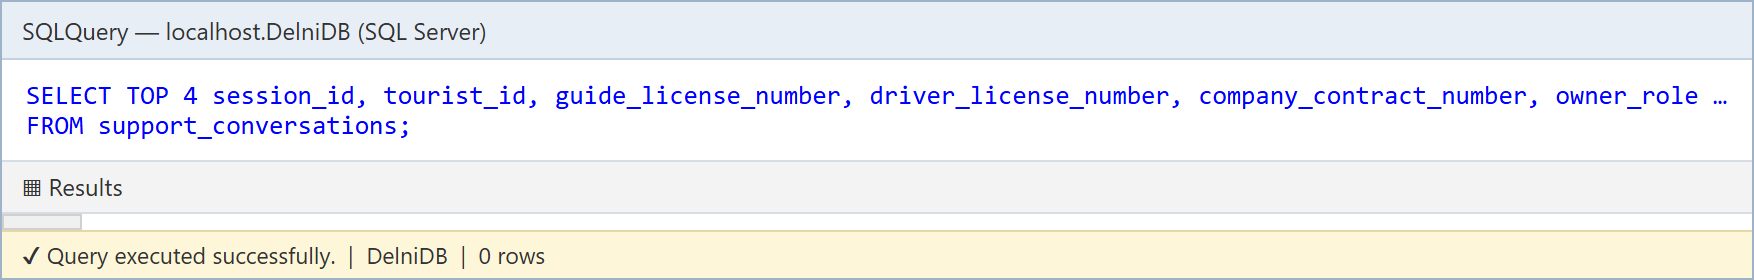 SQLQuery — localhost.DelniDB (SQL Server)
SELECT TOP 4 session_id, tourist_id, guide_license_number, driver_license_number, company_contract_number, owner_role …
FROM support_conversations;
▦ Results
✔ Query executed successfully. | DelniDB | 0 rows